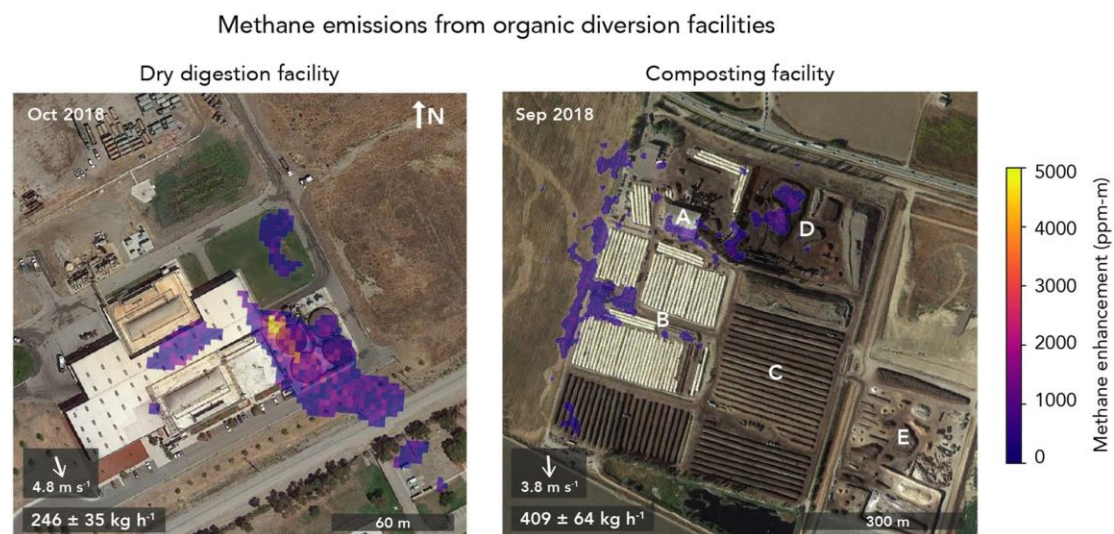 Methane emissions from organic diversion facilities
Dry digestion facility
Composting facility
Oct 2018
N
4.8 m s⁻¹
246 ± 35 kg h⁻¹
60 m
Sep 2018
A
B
C
D
E
3.8 m s⁻¹
409 ± 64 kg h⁻¹
300 m
5000
4000
3000
2000
1000
0
Methane enhancement (ppm-m)